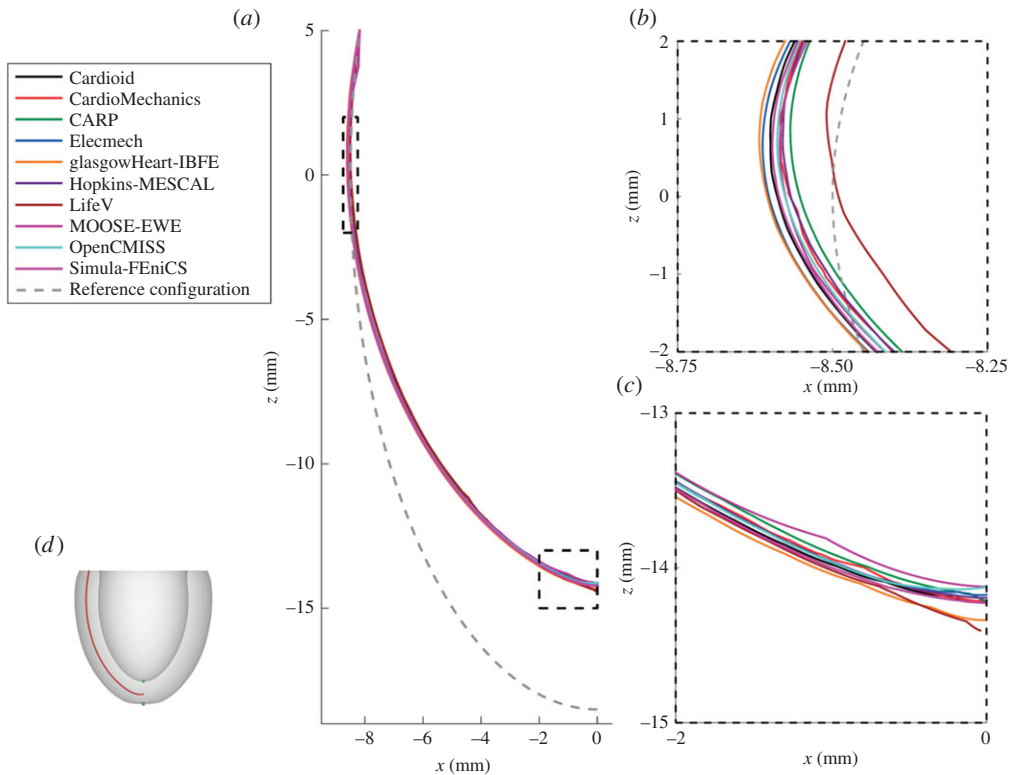 (a)
(b)
Cardioid
CardioMechanics
CARP
Elecmech
glasgowHeart-IBFE
Hopkins-MESCAL
LifeV
MOOSE-EWE
OpenCMISS
Simula-FEniCS
Reference configuration
5
0
−5
−10
−15
z (mm)
−8
−6
−4
−2
0
x (mm)
2
1
0
−1
−2
z (mm)
−8.75
−8.50
−8.25
x (mm)
(c)
−13
−14
−15
z (mm)
−2
−1
0
x (mm)
(d)